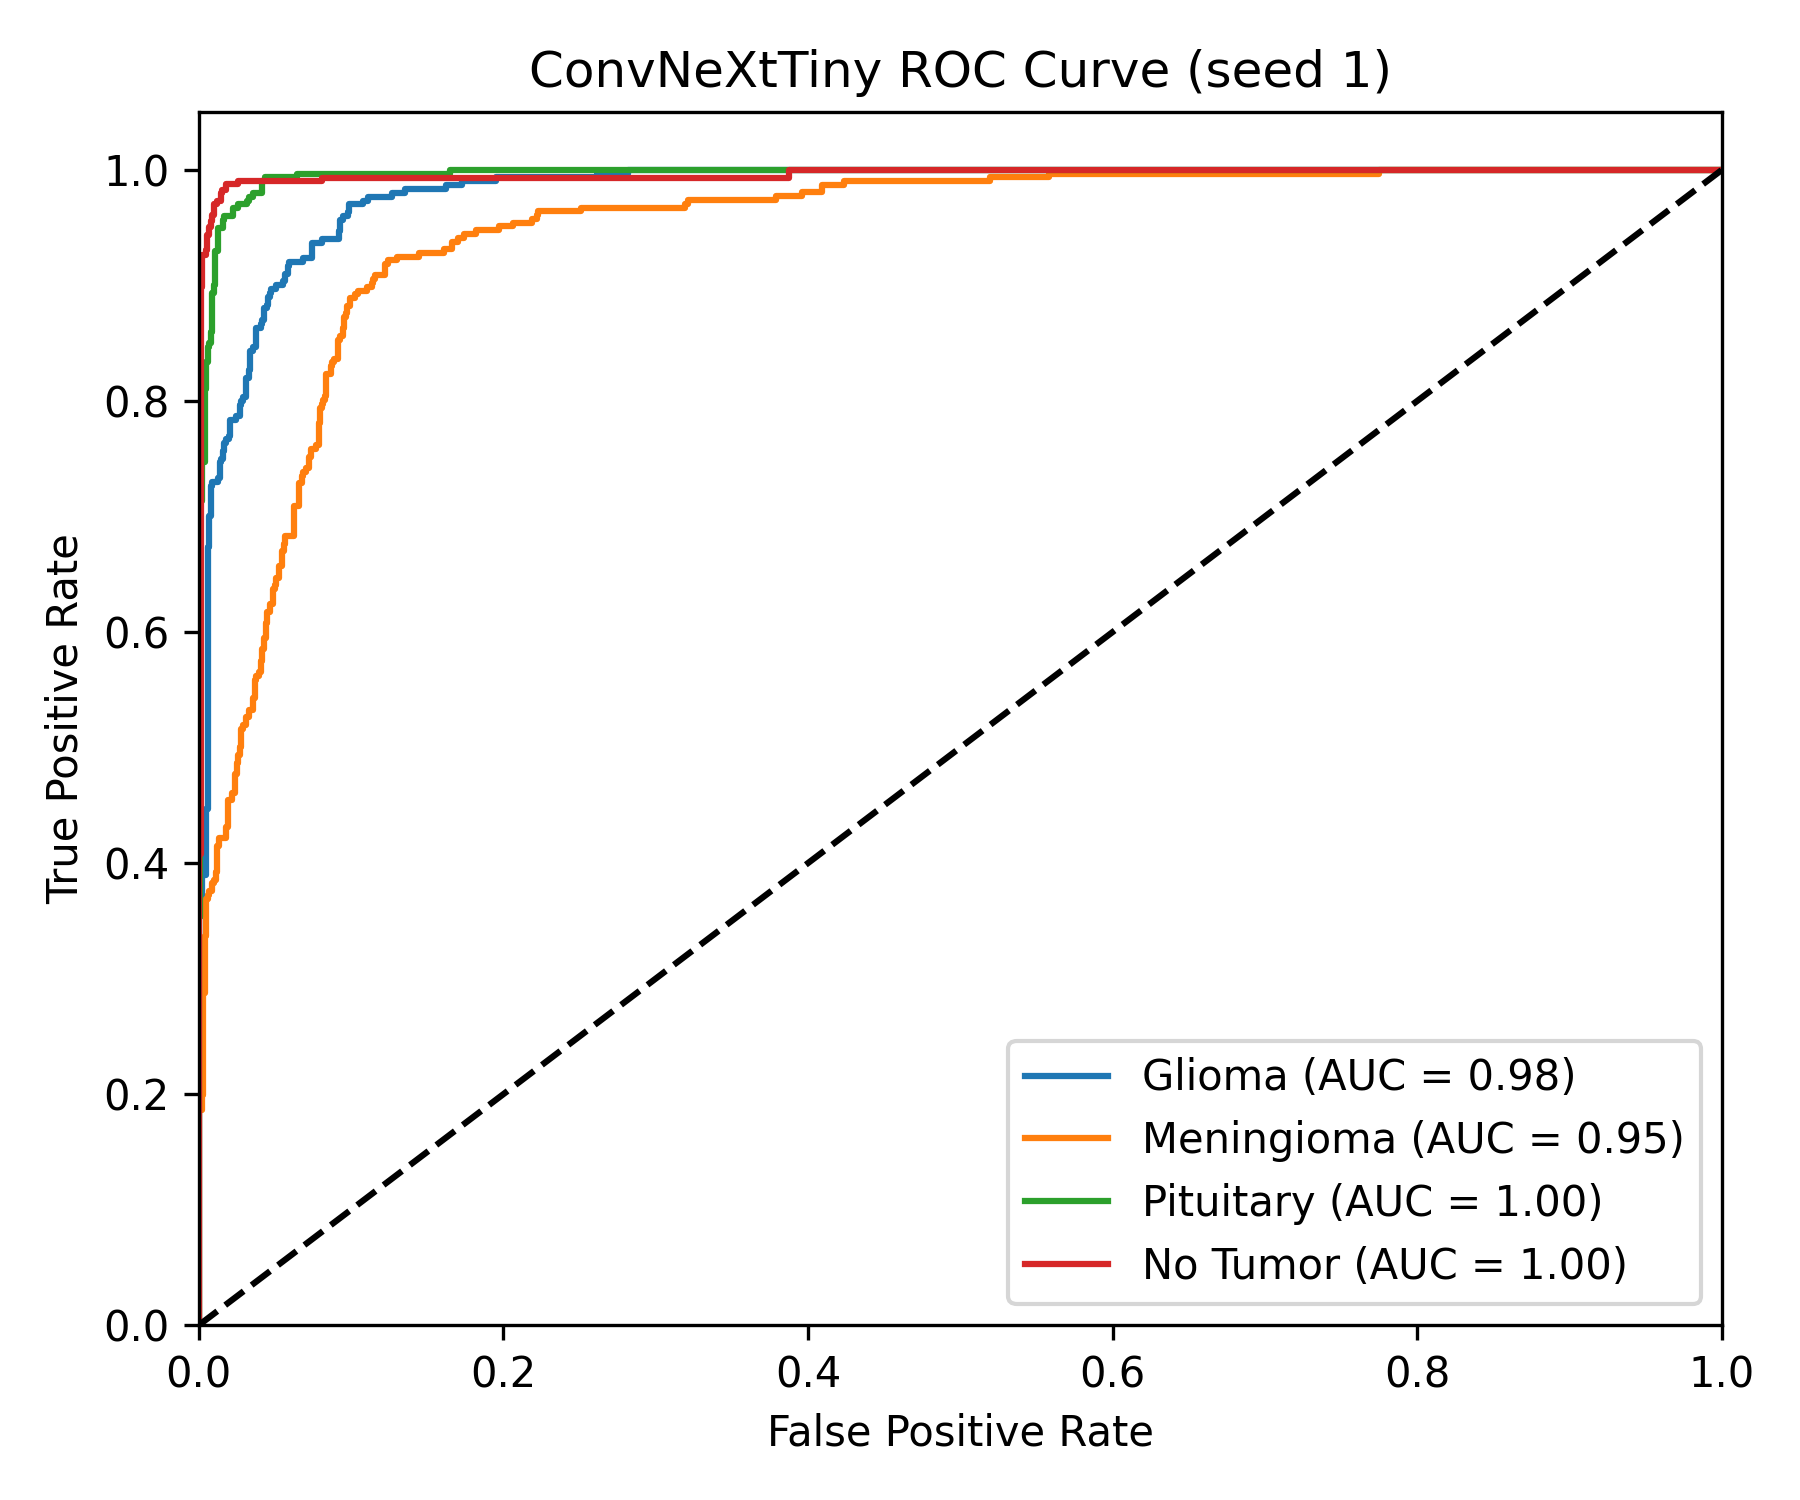 ConvNeXtTiny ROC Curve (seed 1)
1.0
0.8
0.6
0.4
0.2
0.0
True Positive Rate
0.0 0.2 0.4 0.6 0.8 1.0
False Positive Rate
Glioma (AUC = 0.98)
Meningioma (AUC = 0.95)
Pituitary (AUC = 1.00)
No Tumor (AUC = 1.00)